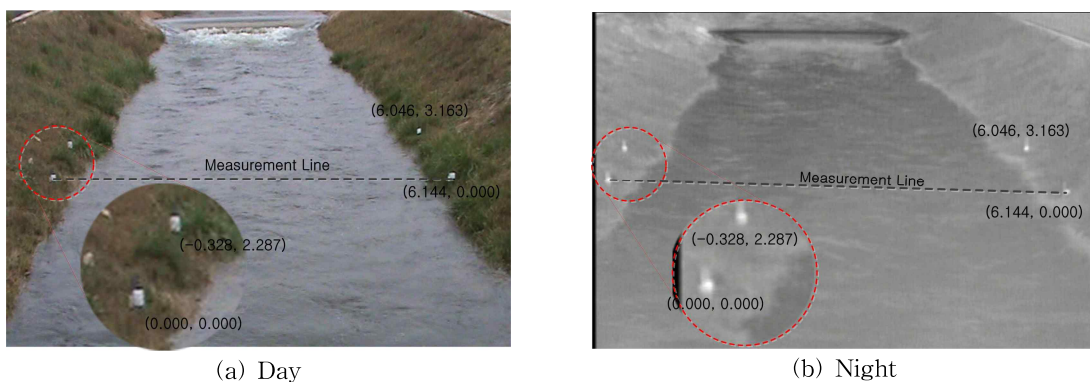 (6.046, 3.163)
Measurement Line
(6.144, 0.000)
(-0.328, 2.287)
(0.000, 0.000)
(a) Day
(6.046, 3.163)
Measurement Line
(6.144, 0.000)
(-0.328, 2.287)
(0.000, 0.000)
(b) Night